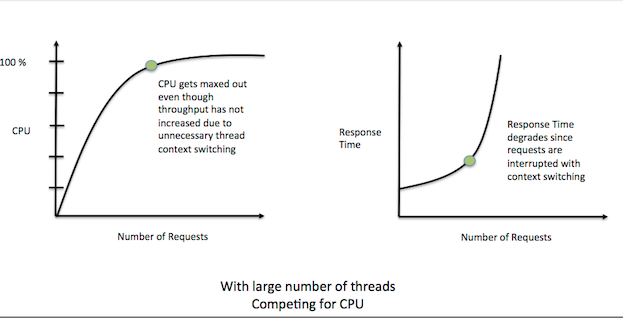 100 %
CPU
CPU gets maxed out
even though
throughput has not
increased due to
unnecessary thread
context switching
Number of Requests
Response
Time
Response Time
degrades since
requests are
interrupted with
context switching
Number of Requests
With large number of threads
Competing for CPU